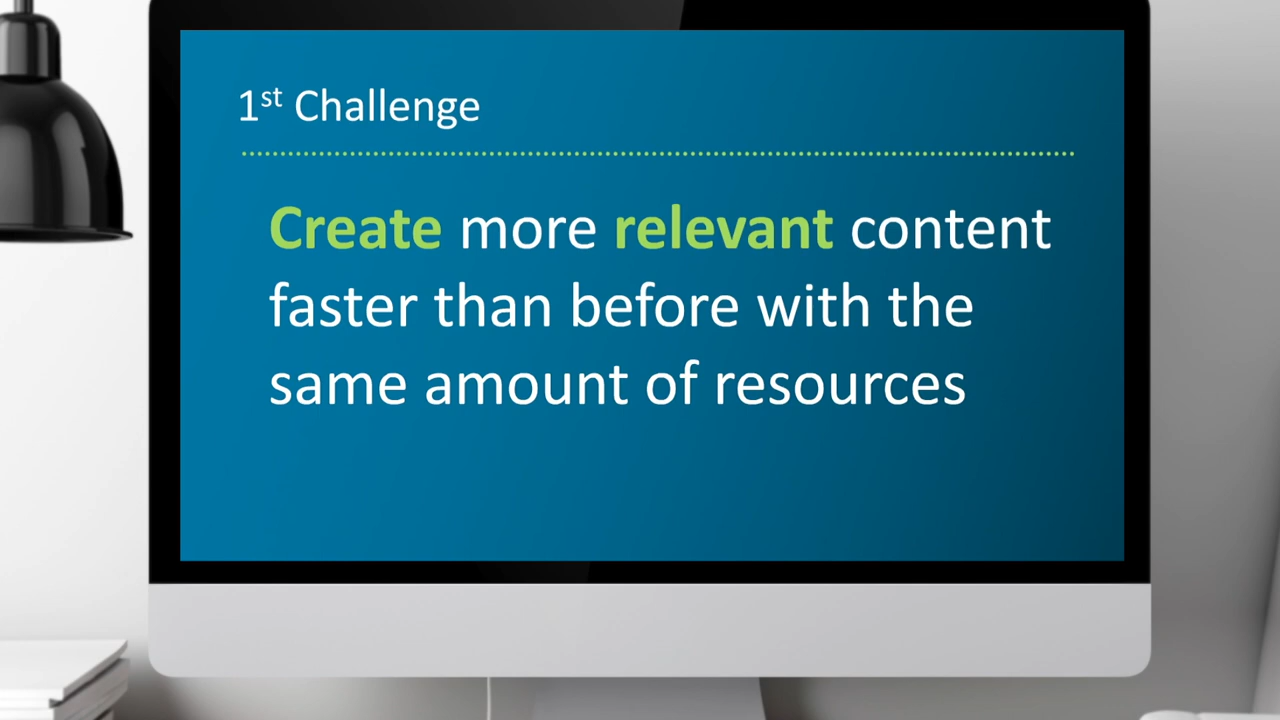 1st Challenge
Create more relevant content
faster than before with the
same amount of resources